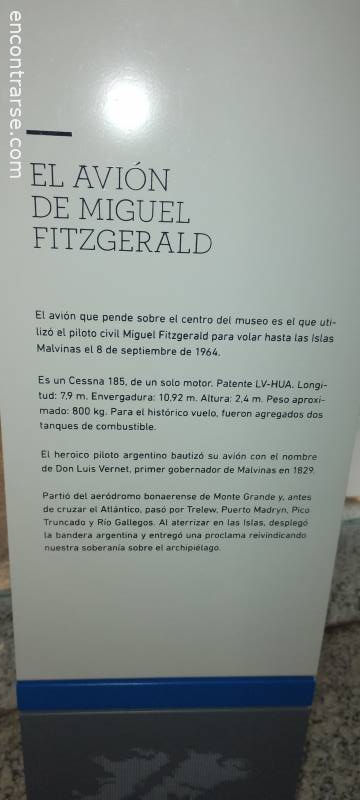 encontrarse.com
EL AVIÓN
DE MIGUEL
FITZGERALD
El avión que pende sobre el centro del museo es el que uti-
lizó el piloto civil Miguel Fitzgerald para volar hasta las Islas
Malvinas el 8 de septiembre de 1964.
Es un Cessna 185, de un solo motor. Patente LV-HUA. Longi-
tud: 7,9 m. Envergadura: 10,92 m. Altura: 2,4 m. Peso aproxi-
mado: 800 kg. Para el histórico vuelo, fueron agregados dos
tanques de combustible.
El heroico piloto argentino bautizó su avión con el nombre
de Don Luis Vernet, primer gobernador de Malvinas en 1829.
Partió del aeródromo bonaerense de Monte Grande y, antes
de cruzar el Atlántico, pasó por Trelew, Puerto Madryn, Pico
Truncado y Río Gallegos. Al aterrizar en las Islas, desplegó
la bandera argentina y entregó una proclama reivindicando
nuestra soberanía sobre el archipiélago.